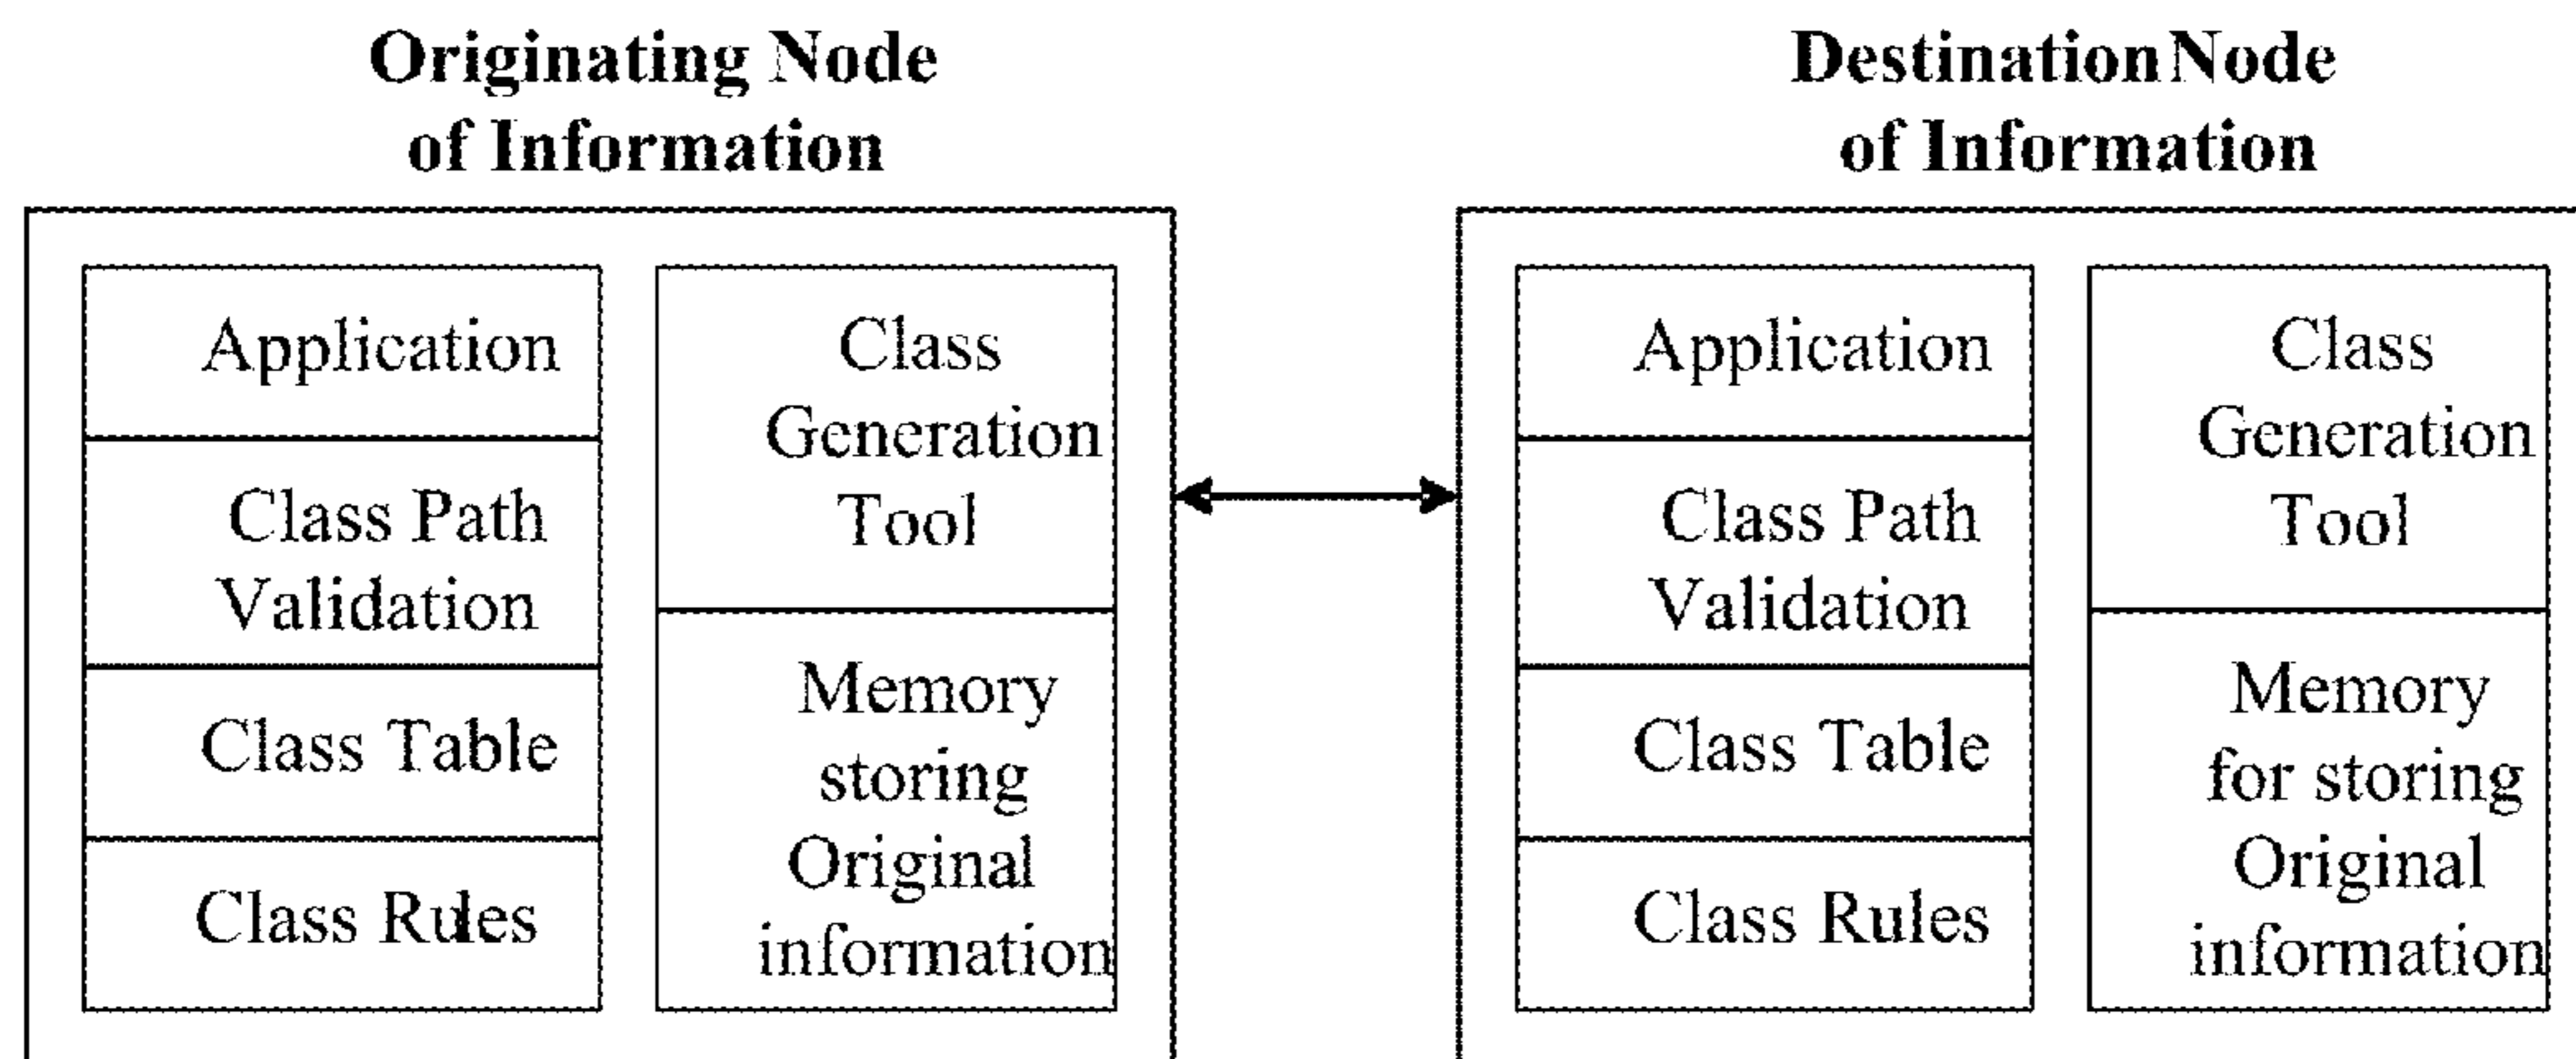 Originating Node
of Information
Application
Class Path
Validation
Class Table
Class Rules
Class
Generation
Tool
Memory
storing
Original
information
Destination Node
of Information
Application
Class Path
Validation
Class Table
Class Rules
Class
Generation
Tool
Memory
for storing
Original
information